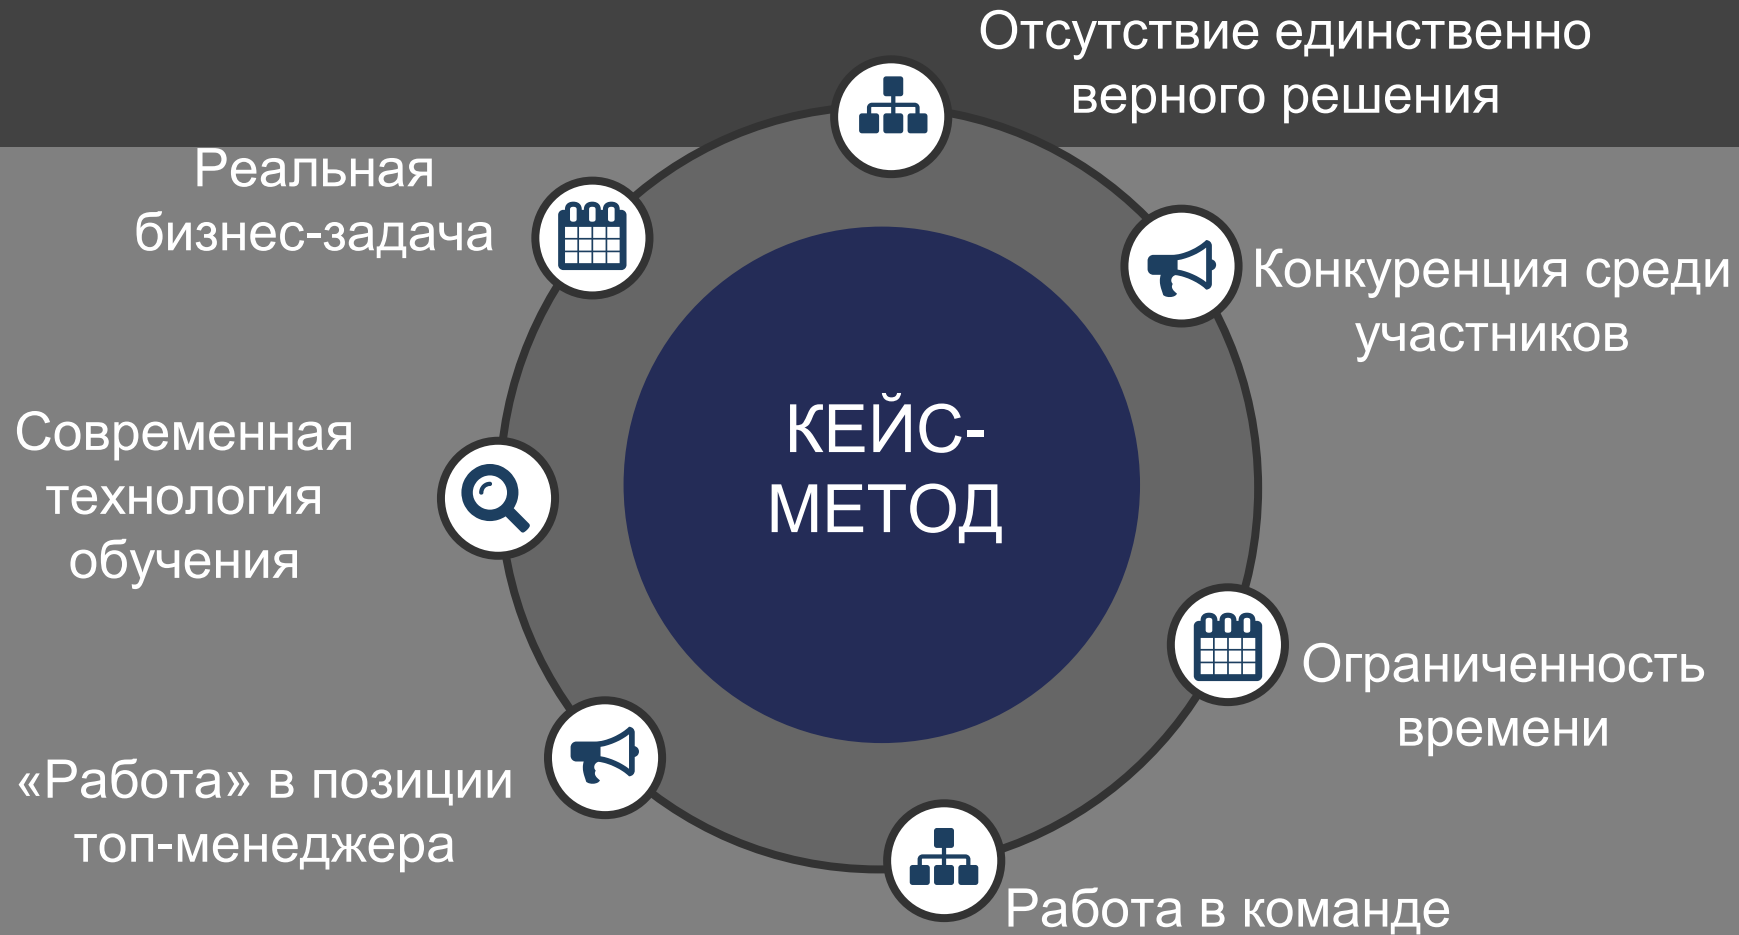 Отсутствие единственно
верного решения
Реальная
бизнес-задача
Конкуренция среди
участников
КЕЙС-
МЕТОД
Современная
технология
обучения
Ограниченность
времени
«Работа» в позиции
топ-менеджера
Работа в команде